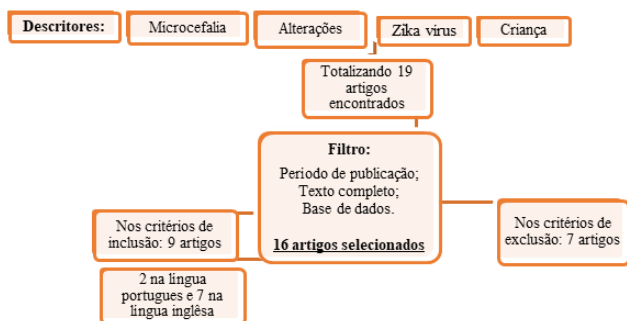 Descritores:
Microcefalia
Alterações
Zika vírus
Criança
Totalizando 19
artigos
encontrados
Filtro:
Período de publicação;
Texto completo;
Base de dados.
16 artigos selecionados
Nos critérios de
inclusão: 9 artigos
Nos critérios de
exclusão: 7 artigos
2 na língua
portugues e 7 na
língua inglêsa